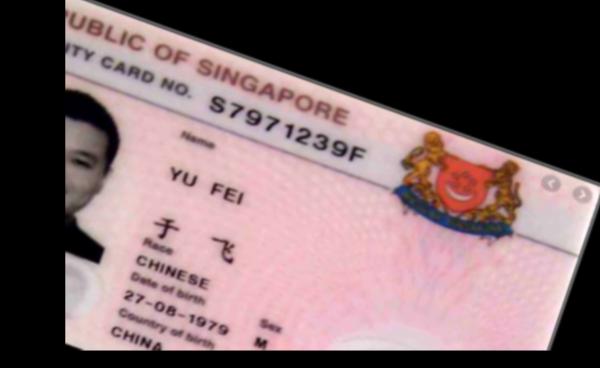 UBLIC OF SINGAPORE
ITY CARD NO. S7971239F
Name
YU FEI
于 飞
Race
CHINESE
Date of birth
27-08-1979
Sex
M
Country of birth
CHINA